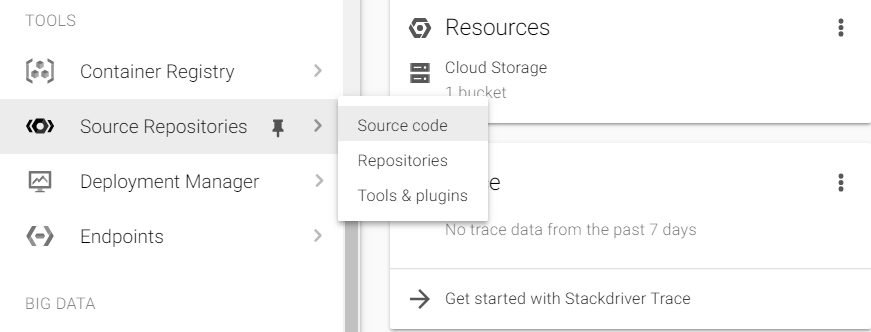 TOOLS
Container Registry
Source Repositories
Deployment Manager
Endpoints
BIG DATA
Source code
Repositories
Tools & plugins
Resources
Cloud Storage
1 bucket
No trace data from the past 7 days
Get started with Stackdriver Trace